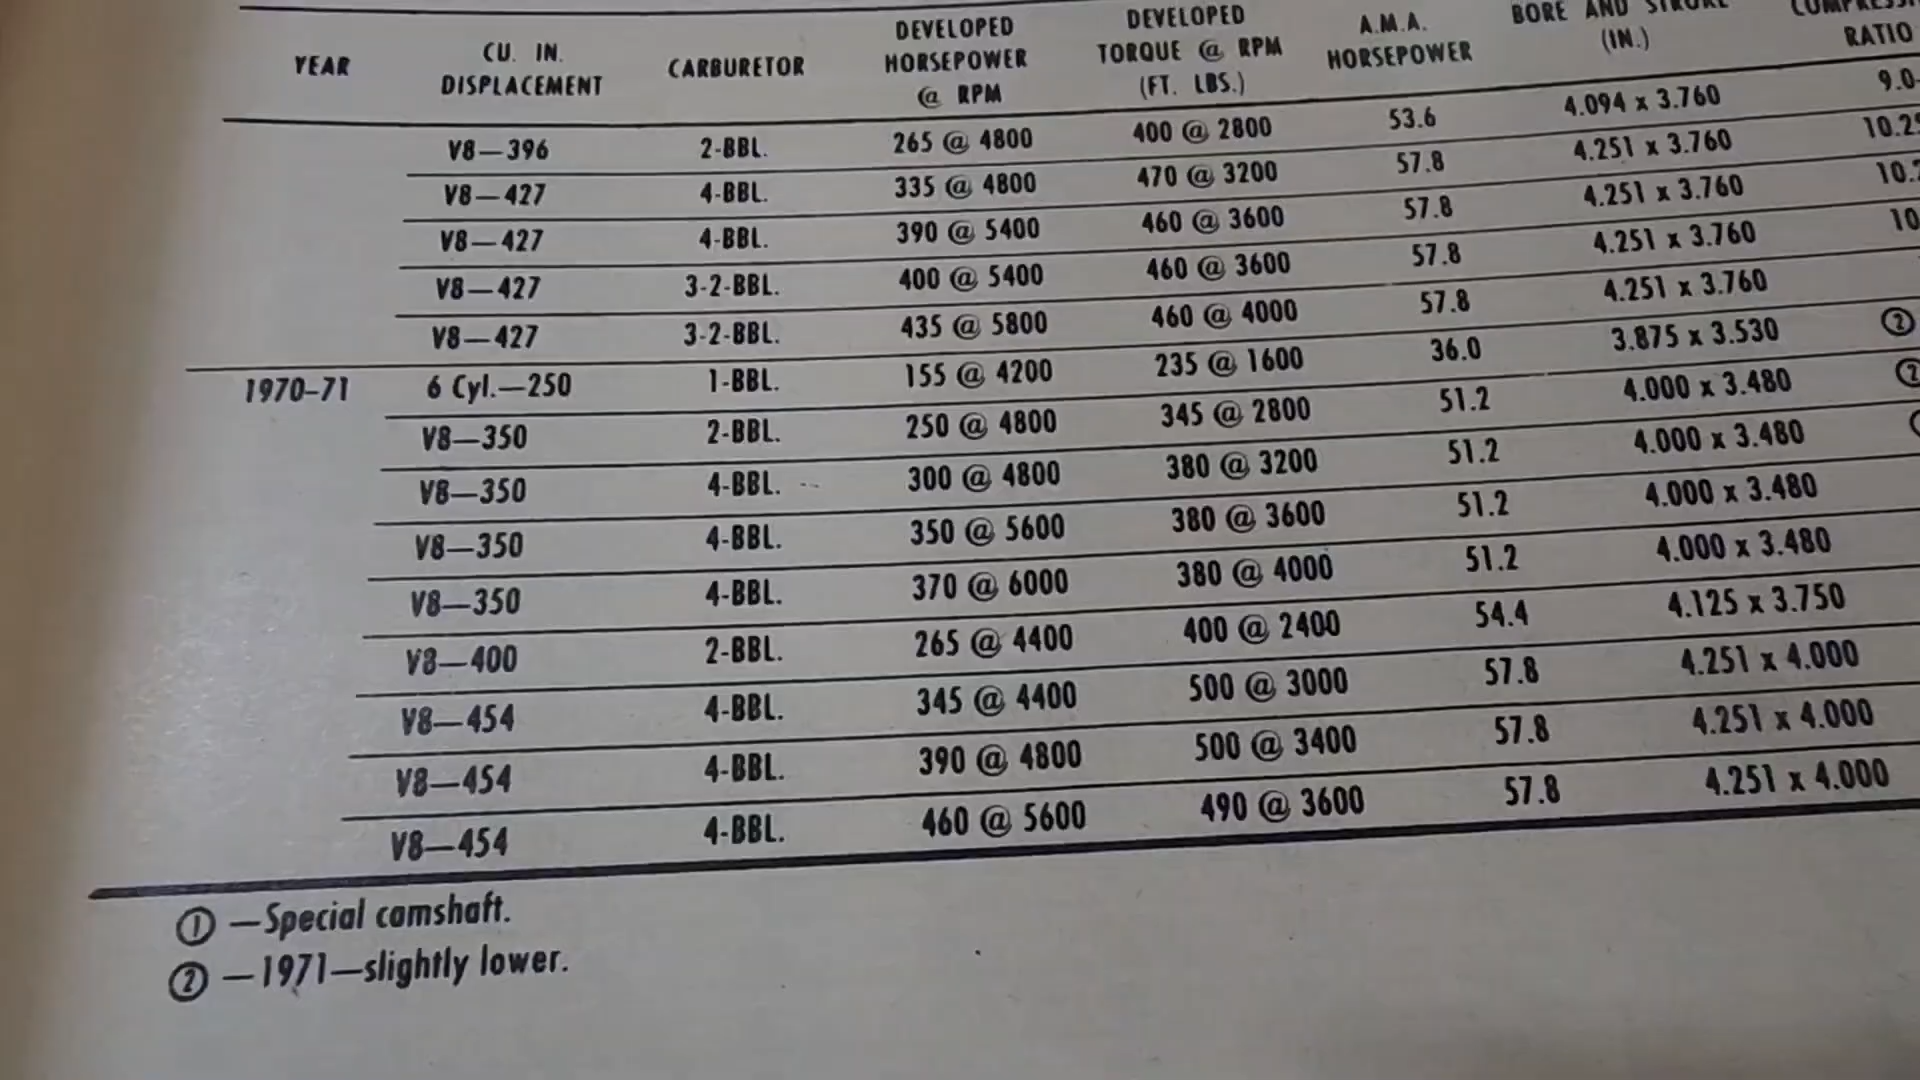 YEAR CU. IN. DISPLACEMENT CARBURETOR DEVELOPED HORSEPOWER @ RPM DEVELOPED TORQUE @ RPM (FT. LBS.) A.M.A. HORSEPOWER BORE AND STROKE (IN.) RATIO
V8—396 2-BBL. 265 @ 4800 400 @ 2800 53.6 4.094 x 3.760 9.0-
V8—427 4-BBL. 335 @ 4800 470 @ 3200 57.8 4.251 x 3.760 10.25
V8—427 4-BBL. 390 @ 5400 460 @ 3600 57.8 4.251 x 3.760 10.2
V8—427 3-2-BBL. 400 @ 5400 460 @ 3600 57.8 4.251 x 3.760 10
V8—427 3-2-BBL. 435 @ 5800 460 @ 4000 57.8 4.251 x 3.760
1970–71 6 Cyl.—250 1-BBL. 155 @ 4200 235 @ 1600 36.0 3.875 x 3.530 ②
V8—350 2-BBL. 250 @ 4800 345 @ 2800 51.2 4.000 x 3.480 ②
V8—350 4-BBL. 300 @ 4800 380 @ 3200 51.2 4.000 x 3.480
V8—350 4-BBL. 350 @ 5600 380 @ 3600 51.2 4.000 x 3.480
V8—350 4-BBL. 370 @ 6000 380 @ 4000 51.2 4.000 x 3.480
V8—400 2-BBL. 265 @ 4400 400 @ 2400 54.4 4.125 x 3.750
V8—454 4-BBL. 345 @ 4400 500 @ 3000 57.8 4.251 x 4.000
V8—454 4-BBL. 390 @ 4800 500 @ 3400 57.8 4.251 x 4.000
V8—454 4-BBL. 460 @ 5600 490 @ 3600 57.8 4.251 x 4.000
① —Special camshaft.
② —1971—slightly lower.